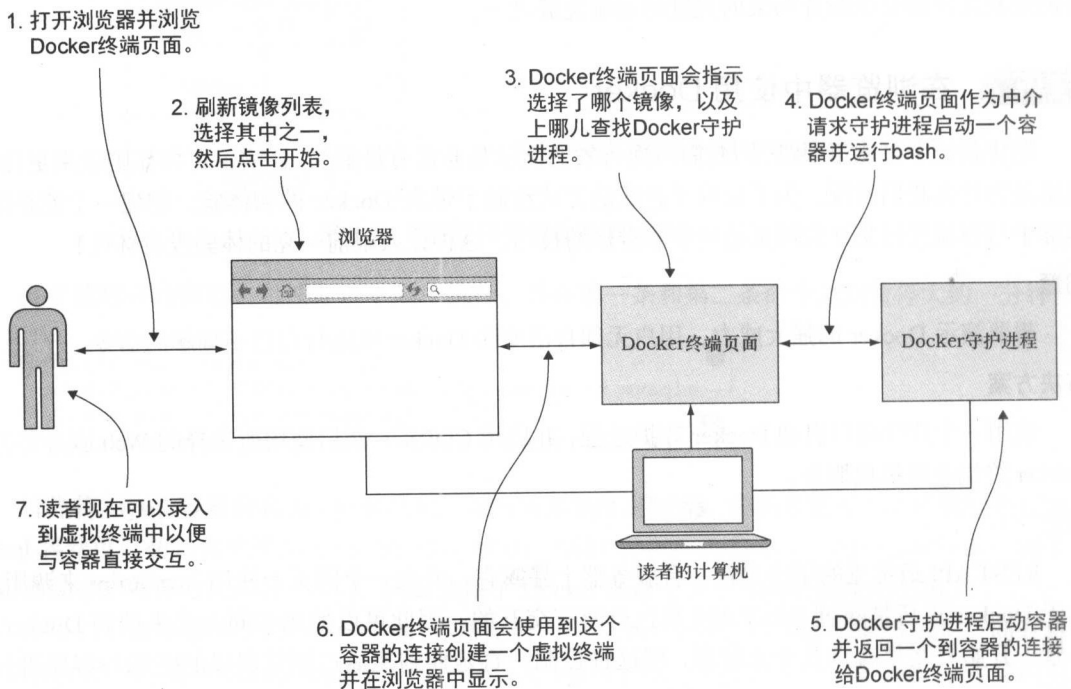 1. 打开浏览器并浏览
Docker终端页面。
2. 刷新镜像列表，
选择其中之一，
然后点击开始。
3. Docker终端页面会指示
选择了哪个镜像，以及
上哪儿查找Docker守护
进程。
4. Docker终端页面作为中介
请求守护进程启动一个容
器并运行bash。
浏览器
Docker终端页面
Docker守护进程
7. 读者现在可以录入
到虚拟终端中以便
与容器直接交互。
读者的计算机
6. Docker终端页面会使用到这个
容器的连接创建一个虚拟终端
并在浏览器中显示。
5. Docker守护进程启动容器
并返回一个到容器的连接
给Docker终端页面。